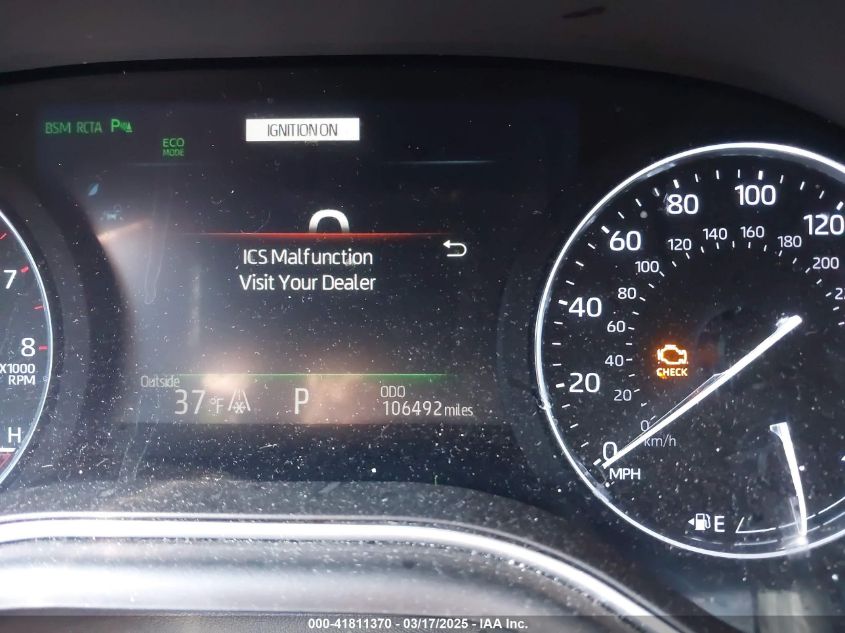 BSM RCTA P
ECO
MODE
IGNITION ON
0
ICS Malfunction
Visit Your Dealer
Outside
37 °F
P
ODO
106492 miles
7
8
X1000
RPM
H
0
20
40
60
80
100
120
0
20
40
60
80
100
120
140
160
180
200
km/h
MPH
CHECK
E
000-41811370 - 03/17/2025 - IAA Inc.